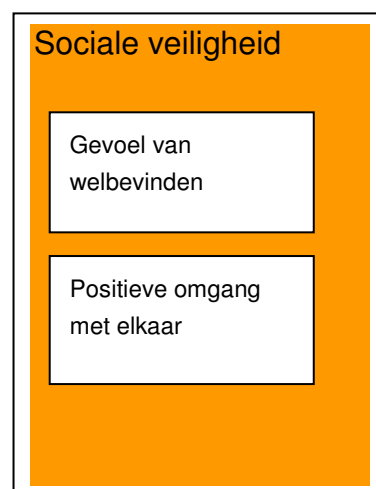 Sociale veiligheid
Gevoel van
welbevinden
Positieve omgang
met elkaar